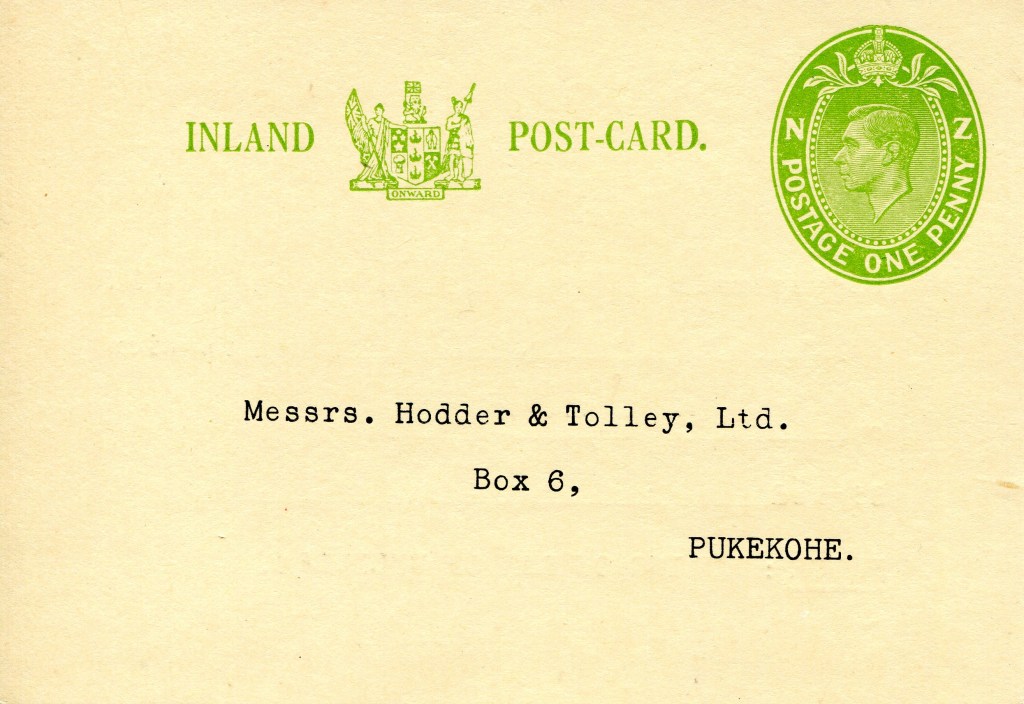 INLAND POST-CARD.
ONWARD
N Z
POSTAGE ONE PENNY
Messrs. Hodder & Tolley, Ltd.
Box 6,
PUKEKOHE.